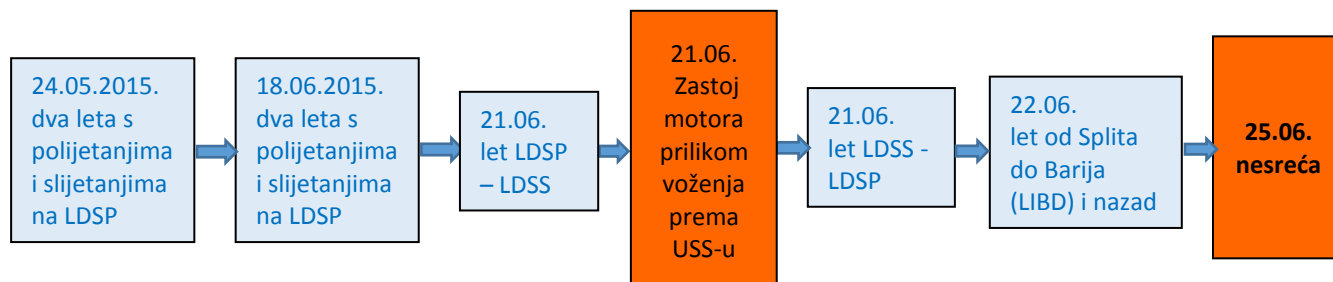 24.05.2015.
dva leta s
polijetanjima
i slijetanjima
na LDSP
18.06.2015.
dva leta s
polijetanjima
i slijetanjima
na LDSP
21.06.
let LDSP
– LDSS
21.06.
Zastoj
motora
prilikom
voženja
prema
USS-u
21.06.
let LDSS -
LDSP
22.06.
let od Splita
do Barija
(LIBD) i nazad
25.06.
nesreća